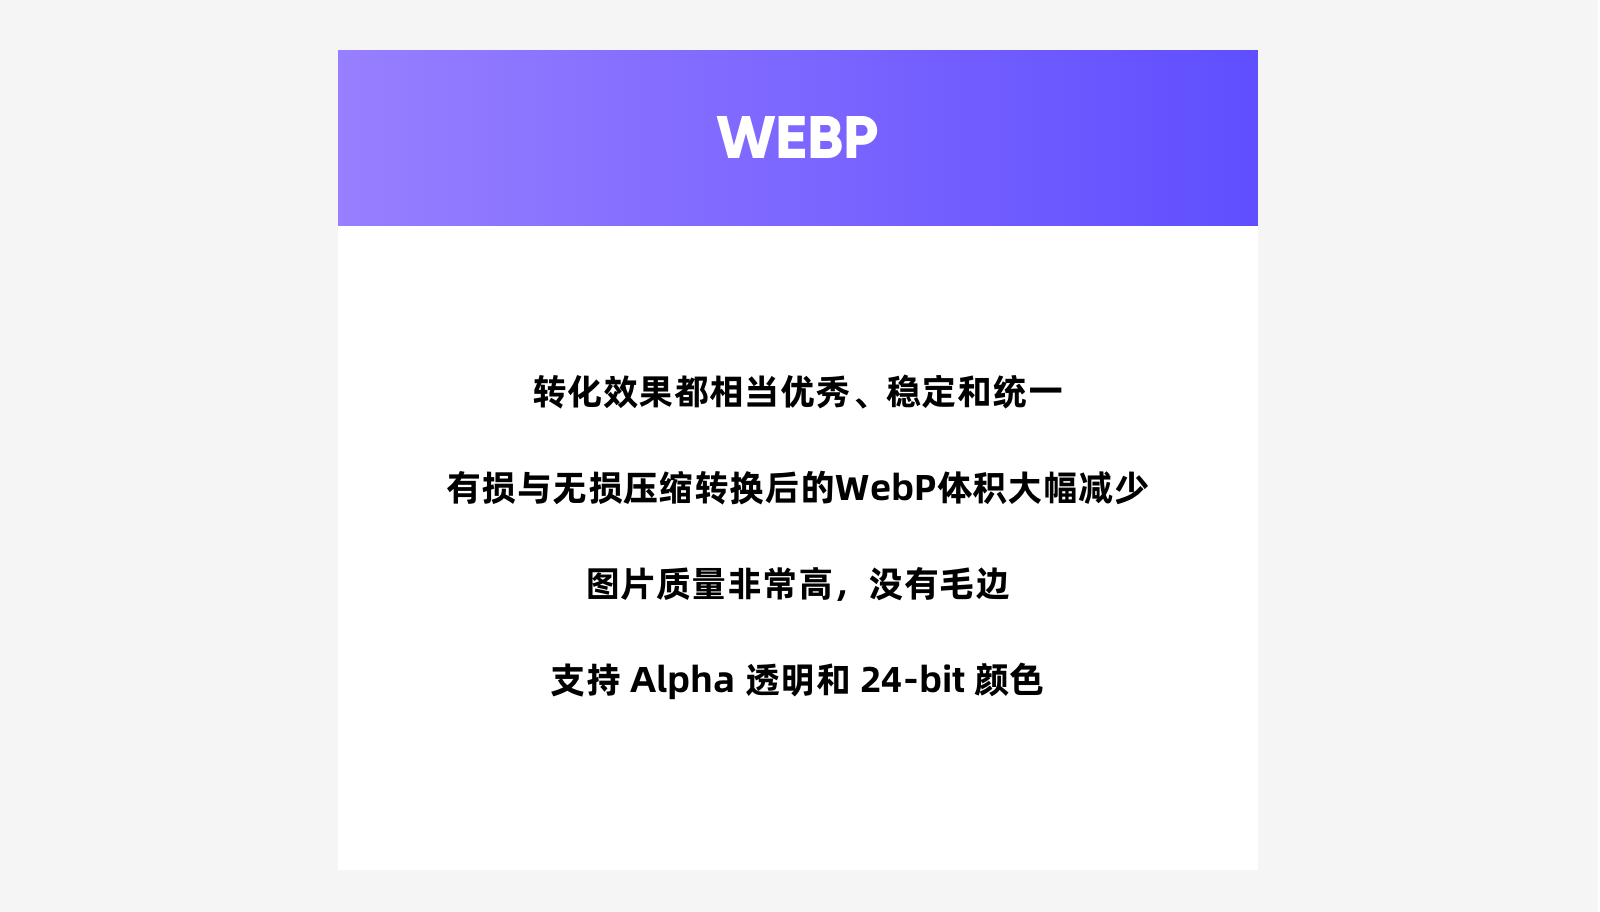 WEBP
转化效果都相当优秀、稳定和统一
有损与无损压缩转换后的WebP体积大幅减少
图片质量非常高，没有毛边
支持 Alpha 透明和 24-bit 颜色